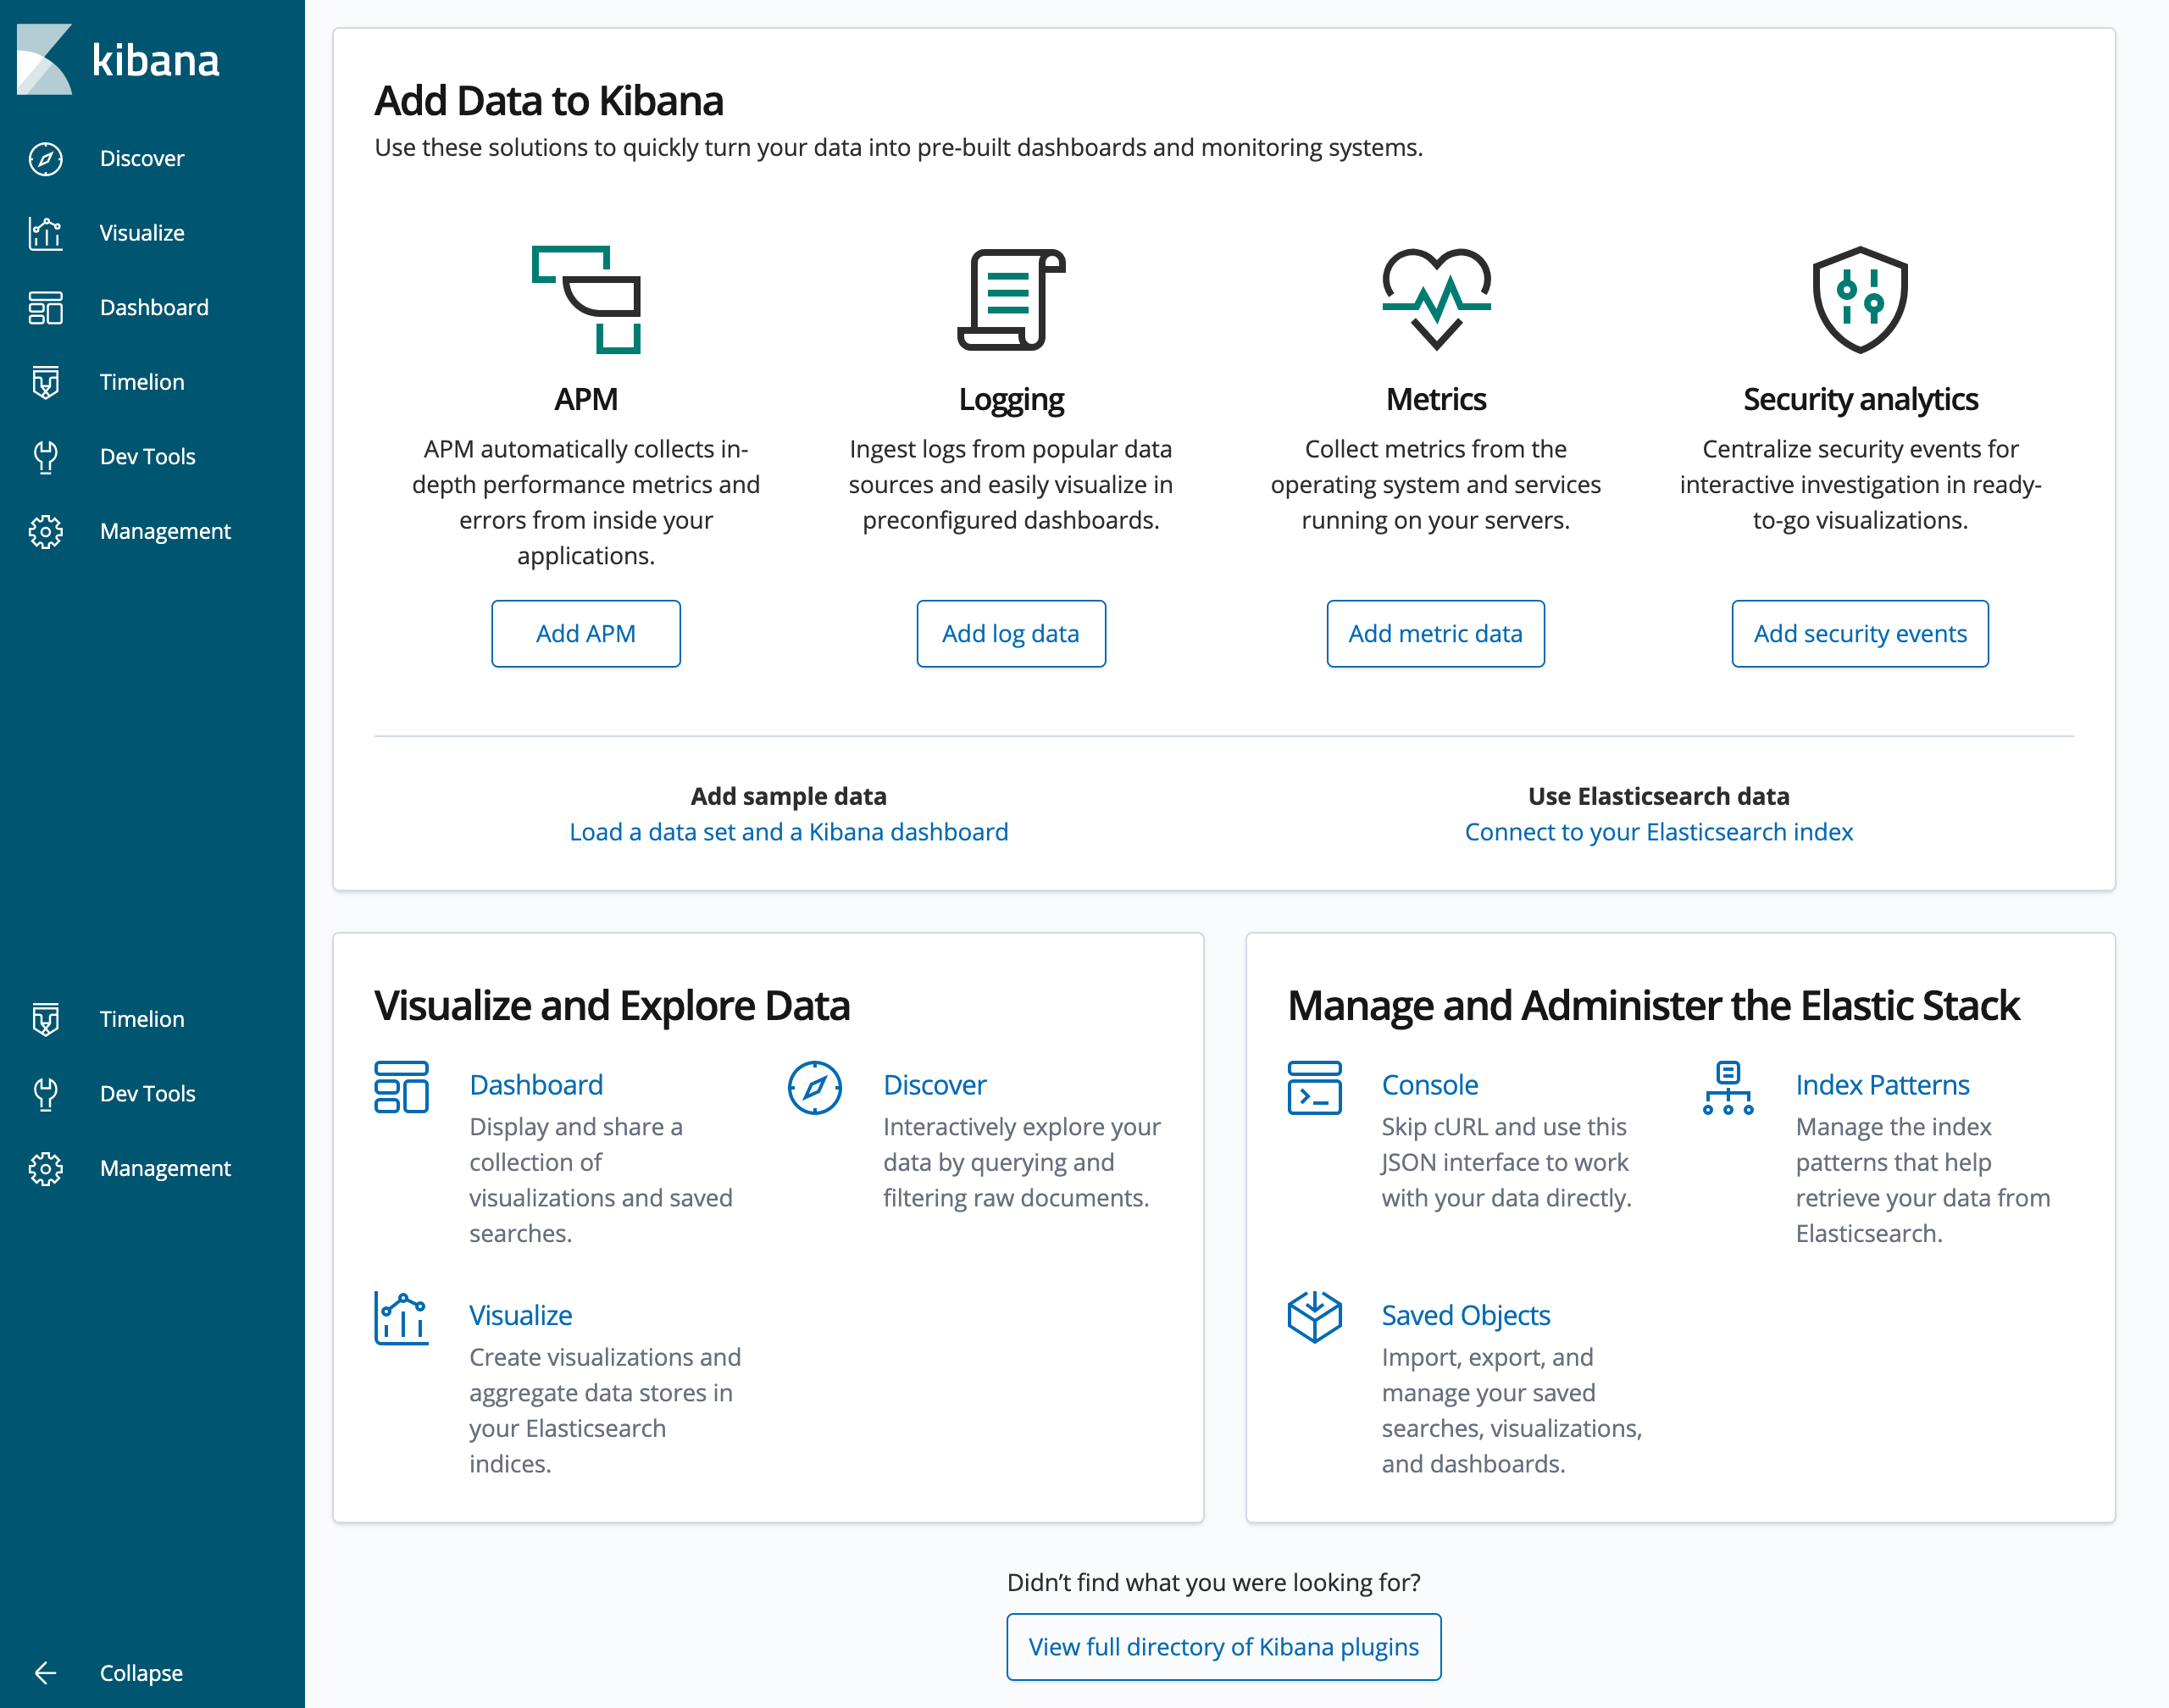 kibana
Discover
Visualize
Dashboard
Timelion
Dev Tools
Management
Timelion
Dev Tools
Management
Collapse
Add Data to Kibana
Use these solutions to quickly turn your data into pre-built dashboards and monitoring systems.
APM
APM automatically collects in-
depth performance metrics and
errors from inside your
applications.
Add APM
Logging
Ingest logs from popular data
sources and easily visualize in
preconfigured dashboards.
Add log data
Metrics
Collect metrics from the
operating system and services
running on your servers.
Add metric data
Security analytics
Centralize security events for
interactive investigation in ready-
to-go visualizations.
Add security events
Add sample data
Load a data set and a Kibana dashboard
Use Elasticsearch data
Connect to your Elasticsearch index
Visualize and Explore Data
Dashboard
Display and share a
collection of
visualizations and saved
searches.
Discover
Interactively explore your
data by querying and
filtering raw documents.
Visualize
Create visualizations and
aggregate data stores in
your Elasticsearch
indices.
Manage and Administer the Elastic Stack
Console
Skip cURL and use this
JSON interface to work
with your data directly.
Index Patterns
Manage the index
patterns that help
retrieve your data from
Elasticsearch.
Saved Objects
Import, export, and
manage your saved
searches, visualizations,
and dashboards.
Didn’t find what you were looking for?
View full directory of Kibana plugins